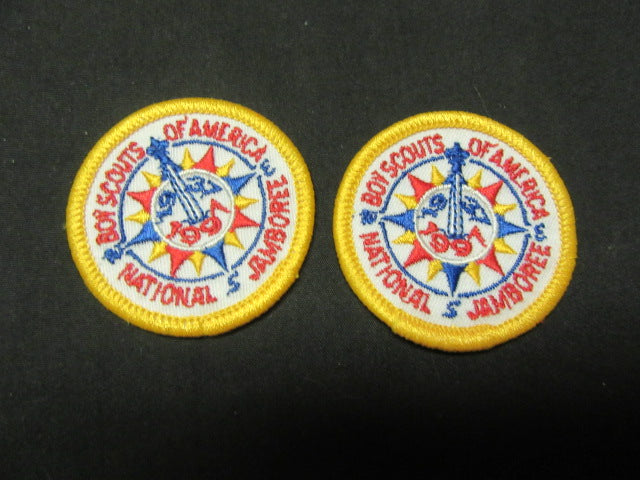 BOY SCOUTS OF AMERICA
NATIONAL JAMBOREE
1937
1997
W
S
E
BOY SCOUTS OF AMERICA
NATIONAL JAMBOREE
1937
1997
W
S
E